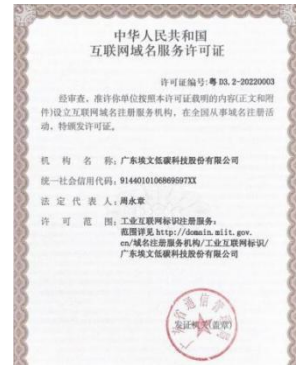 中华人民共和国
互联网域名服务许可证
许可证编号:粤 D3.2-20220003
经审查,准许你单位按照本许可证载明的内容(正文和附
件)设立互联网域名注册服务机构,在全国从事域名注册活
动,特颁发许可证。
机构名称:广东埃文低碳科技股份有限公司
统一社会信用代码:9144010106869597XX
法定代表人:周永章
许可范围:工业互联网标识注册服务;
范围详见 http://domain.miit.gov.
cn/域名注册服务机构/工业互联网标识/
广东埃文低碳科技股份有限公司
广东省通信管理局
发证机关(盖章)